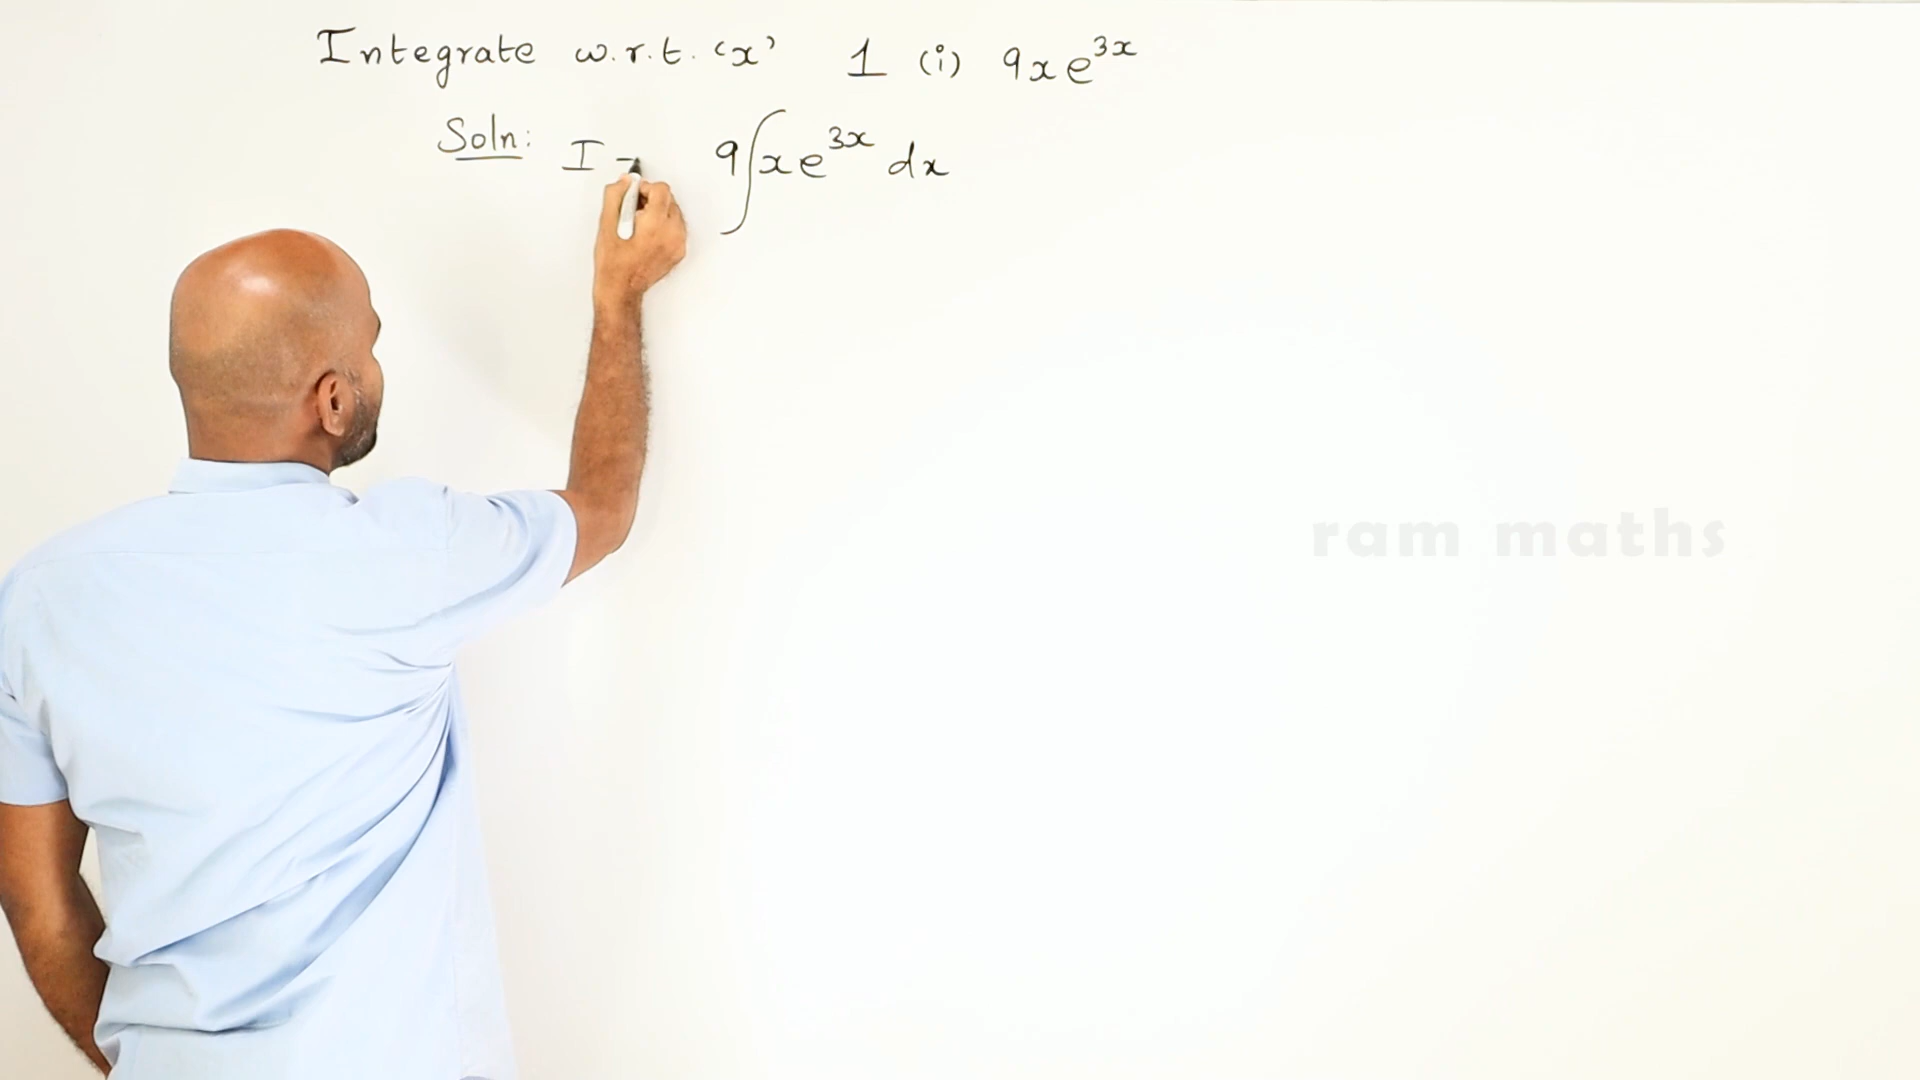 Integrate w.r.t. ‘x’ 1 (i) 9xe^{3x}
Soln: I - 9∫xe^{3x} dx
ram maths